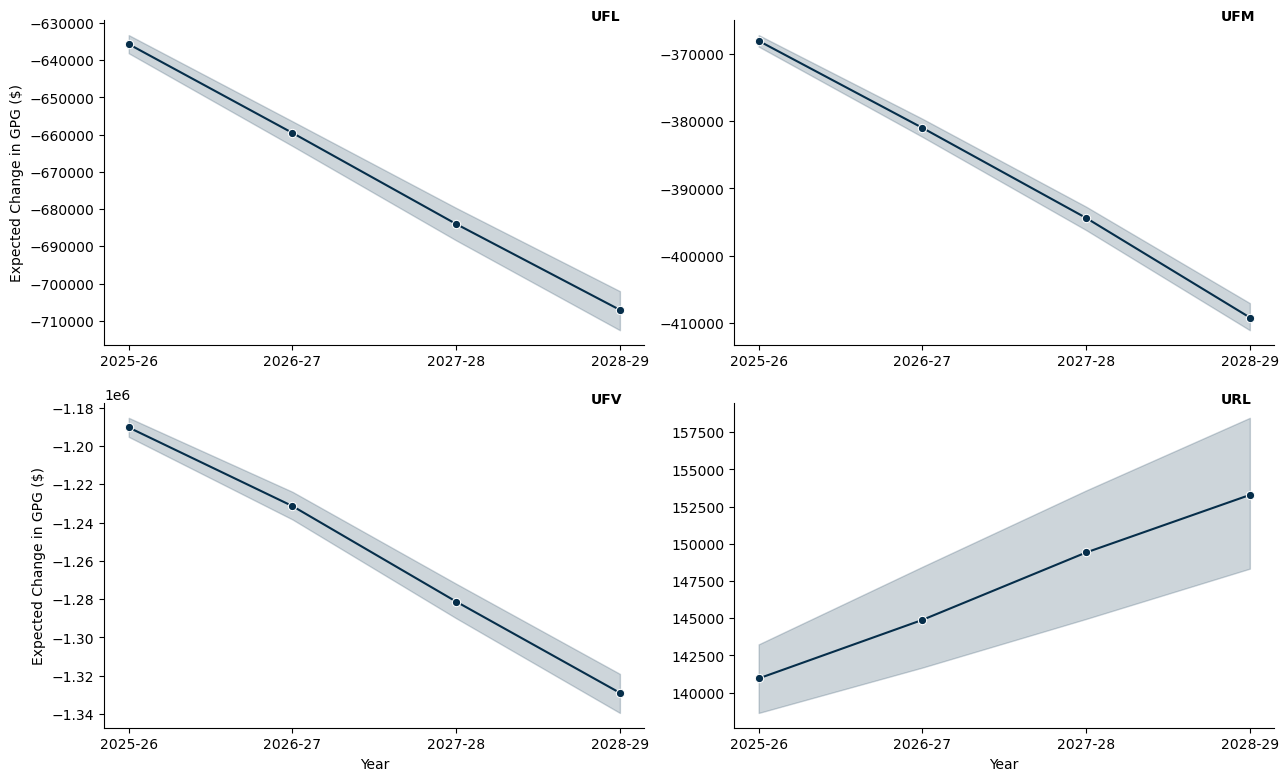 UFL
Expected Change in GPG ($)
−630000
−640000
−650000
−660000
−670000
−680000
−690000
−700000
−710000
2025-26 2026-27 2027-28 2028-29
UFM
−370000
−380000
−390000
−400000
−410000
2025-26 2026-27 2027-28 2028-29
UFV
1e6
Expected Change in GPG ($)
−1.18
−1.20
−1.22
−1.24
−1.26
−1.28
−1.30
−1.32
−1.34
2025-26 2026-27 2027-28 2028-29
Year
URL
157500
155000
152500
150000
147500
145000
142500
140000
2025-26 2026-27 2027-28 2028-29
Year